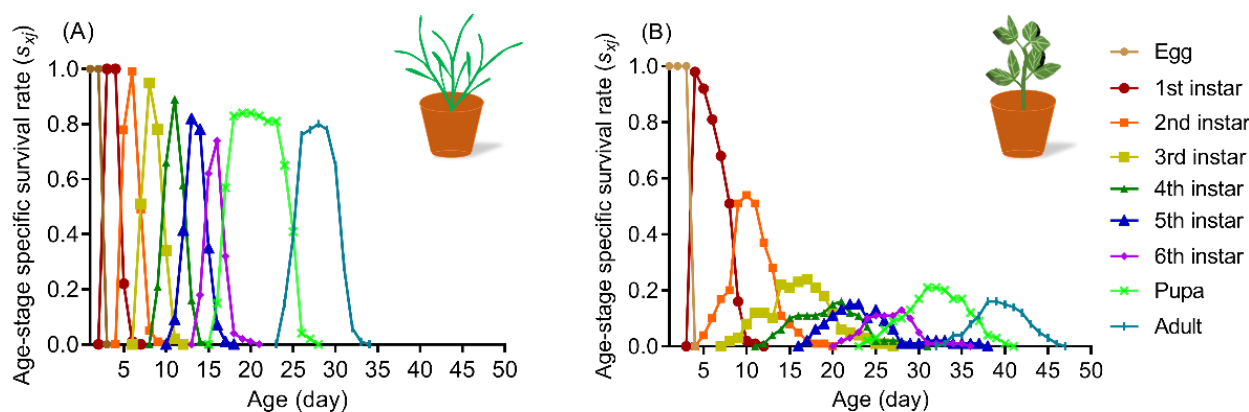 (A)
Age-stage specific survival rate (sxj)
1.0
0.8
0.6
0.4
0.2
0.0
5 10 15 20 25 30 35 40 45 50
Age (day)
(B)
Age-stage specific survival rate (sxj)
1.0
0.8
0.6
0.4
0.2
0.0
5 10 15 20 25 30 35 40 45 50
Age (day)
Egg
1st instar
2nd instar
3rd instar
4th instar
5th instar
6th instar
Pupa
Adult